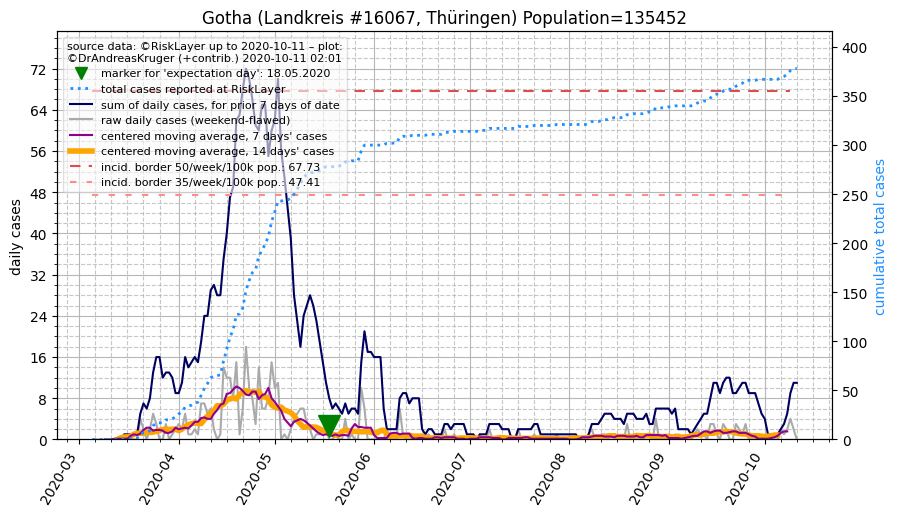 Gotha (Landkreis #16067, Thüringen) Population=135452
source data: ©RiskLayer up to 2020-10-11 – plot:
©DrAndreasKruger (+contrib.) 2020-10-11 02:01
marker for 'expectation day': 18.05.2020
total cases reported at RiskLayer
sum of daily cases, for prior 7 days of date
raw daily cases (weekend-flawed)
centered moving average, 7 days' cases
centered moving average, 14 days' cases
incid. border 50/week/100k pop.: 67.73
incid. border 35/week/100k pop.: 47.41
daily cases
72
64
56
48
40
32
24
16
8
0
400
350
300
250
200
150
100
50
0
cumulative total cases
2020-03
2020-04
2020-05
2020-06
2020-07
2020-08
2020-09
2020-10